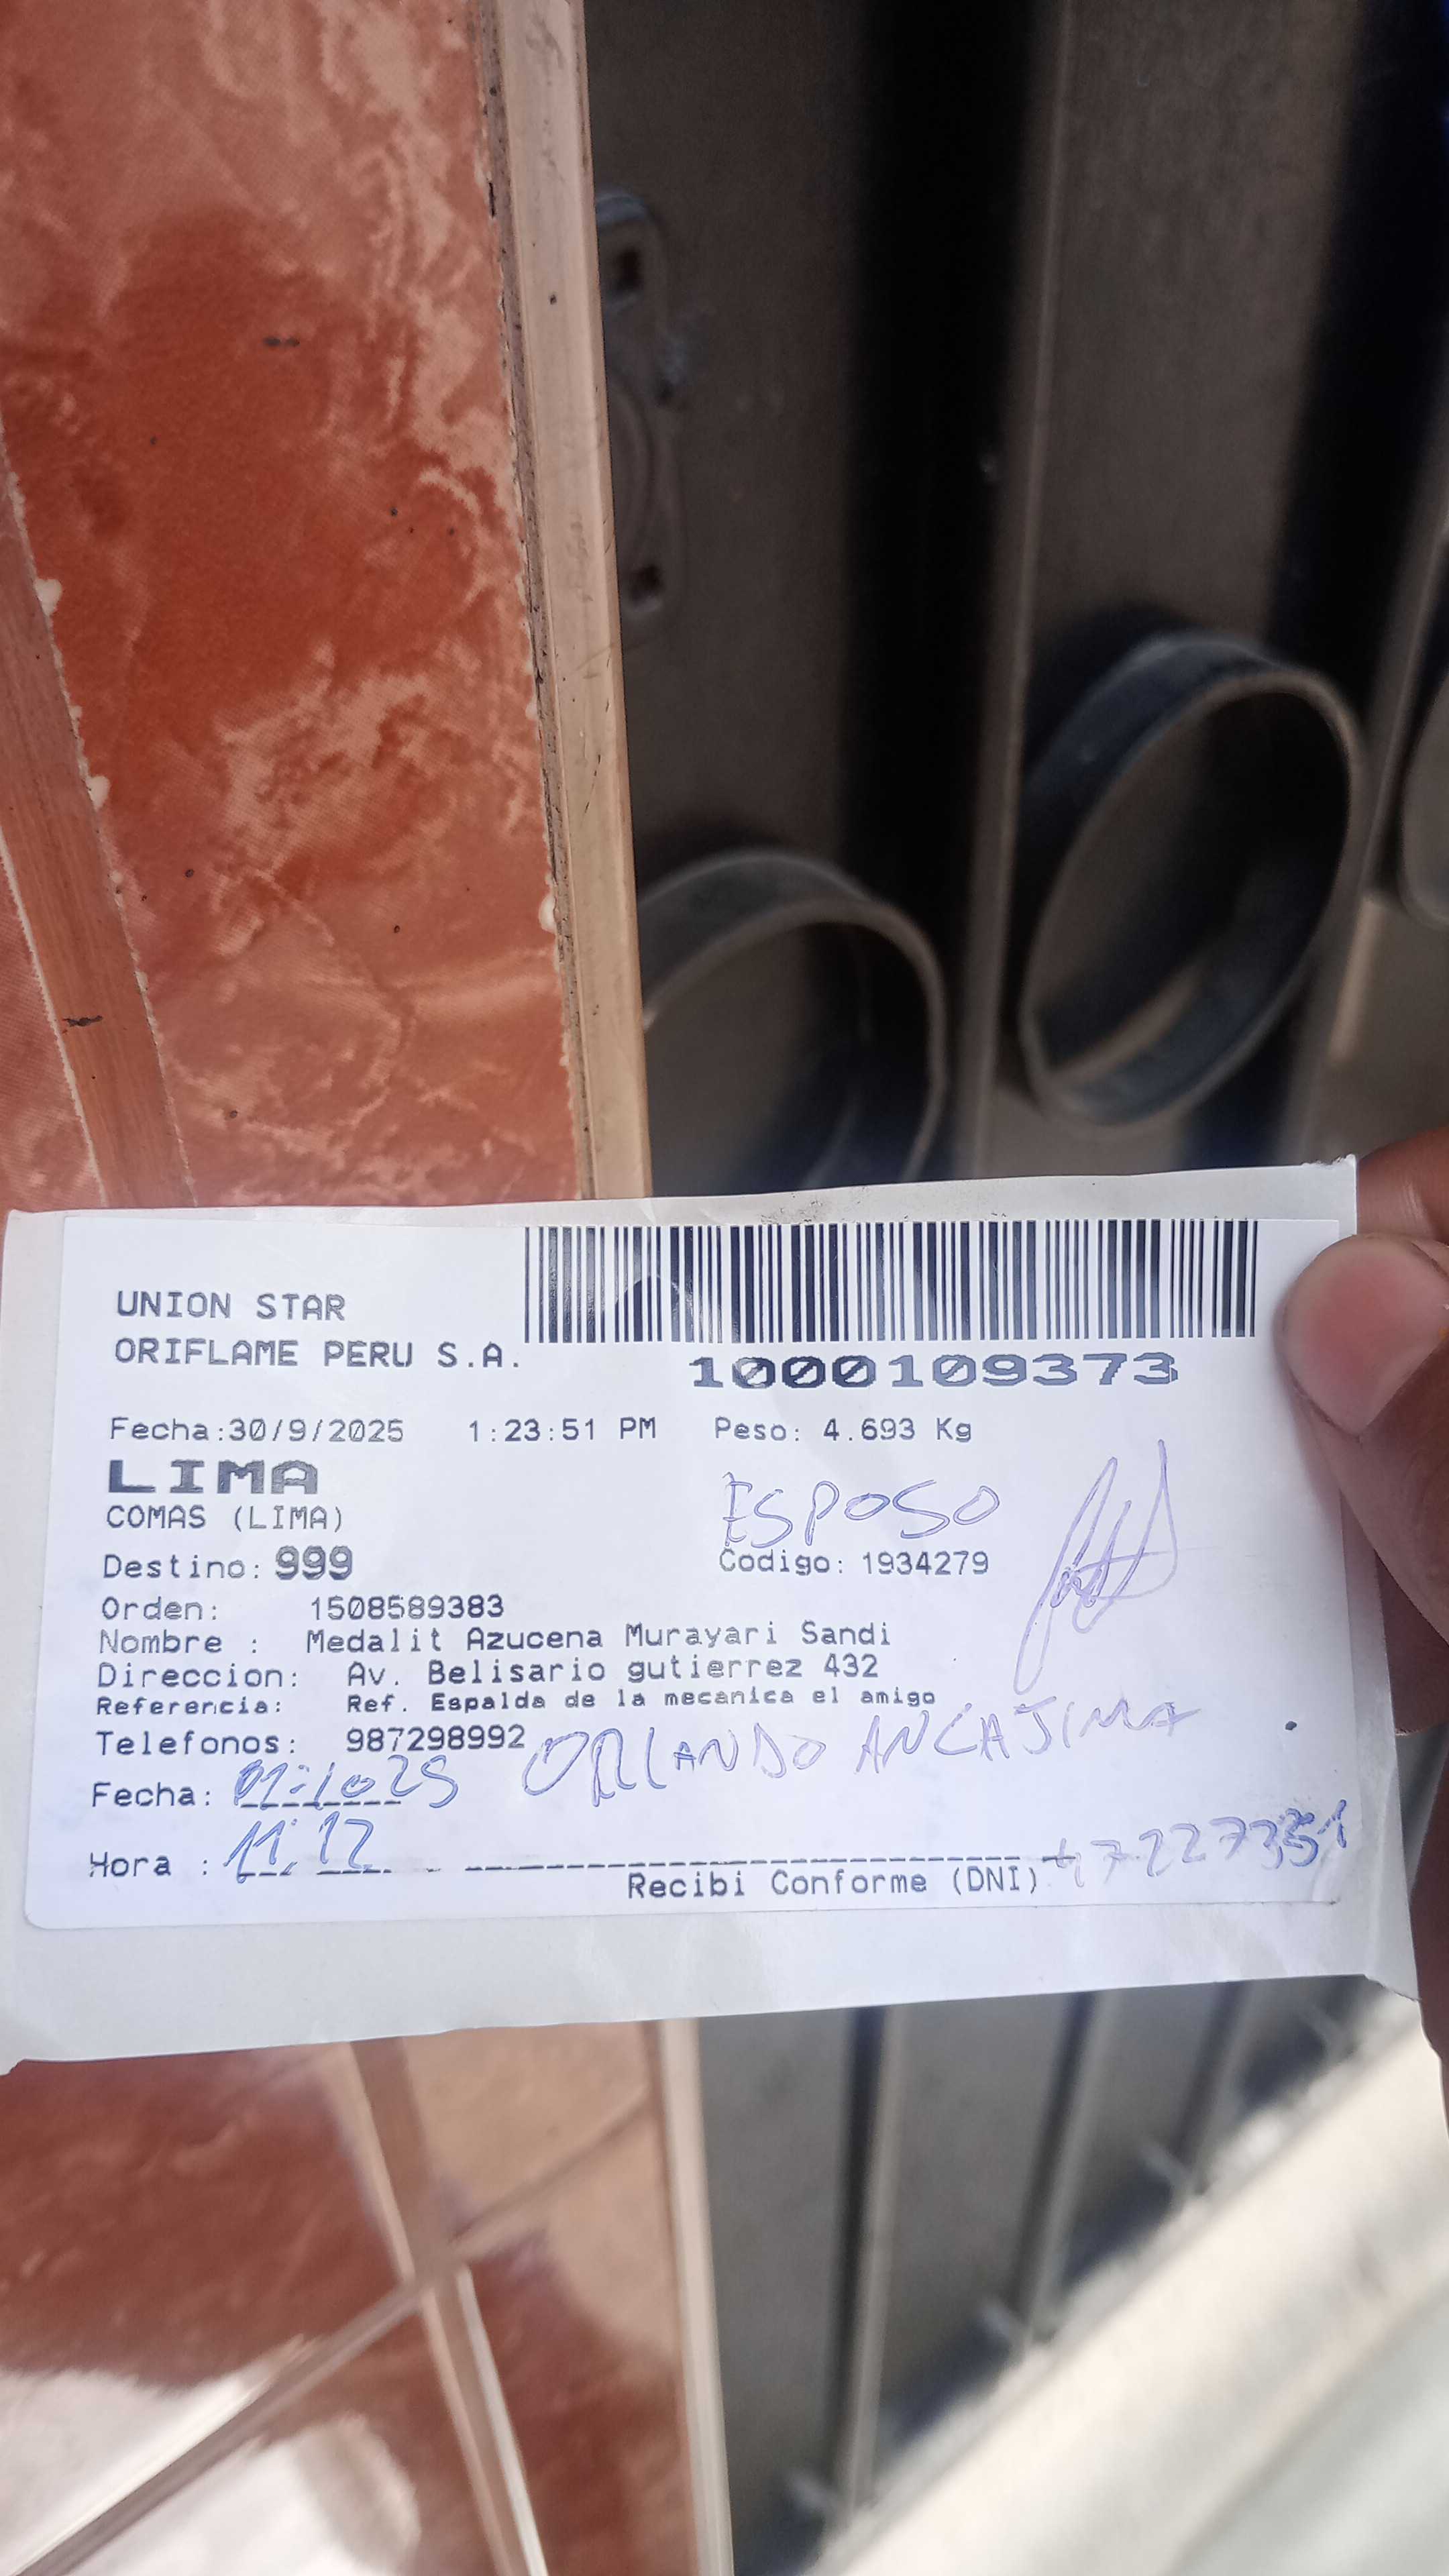 UNION STAR
ORIFLAME PERU S.A.
1000109373
Fecha:30/9/2025 1:23:51 PM Peso: 4.693 Kg
LIMA
ESPOSO
COMAS (LIMA)
Destino: 999 Codigo: 1934279
Orden: 1508589383
Nombre : Medalit Azucena Murayari Sandi
Direccion: Av. Belisario gutierrez 432
Referencia: Ref. Espalda de la mecanica el amigo
Telefonos: 987298992
ORLANDO ANCAJIMA
Fecha: 01-1025
Hora : 11:12
Recibi Conforme (DNI)